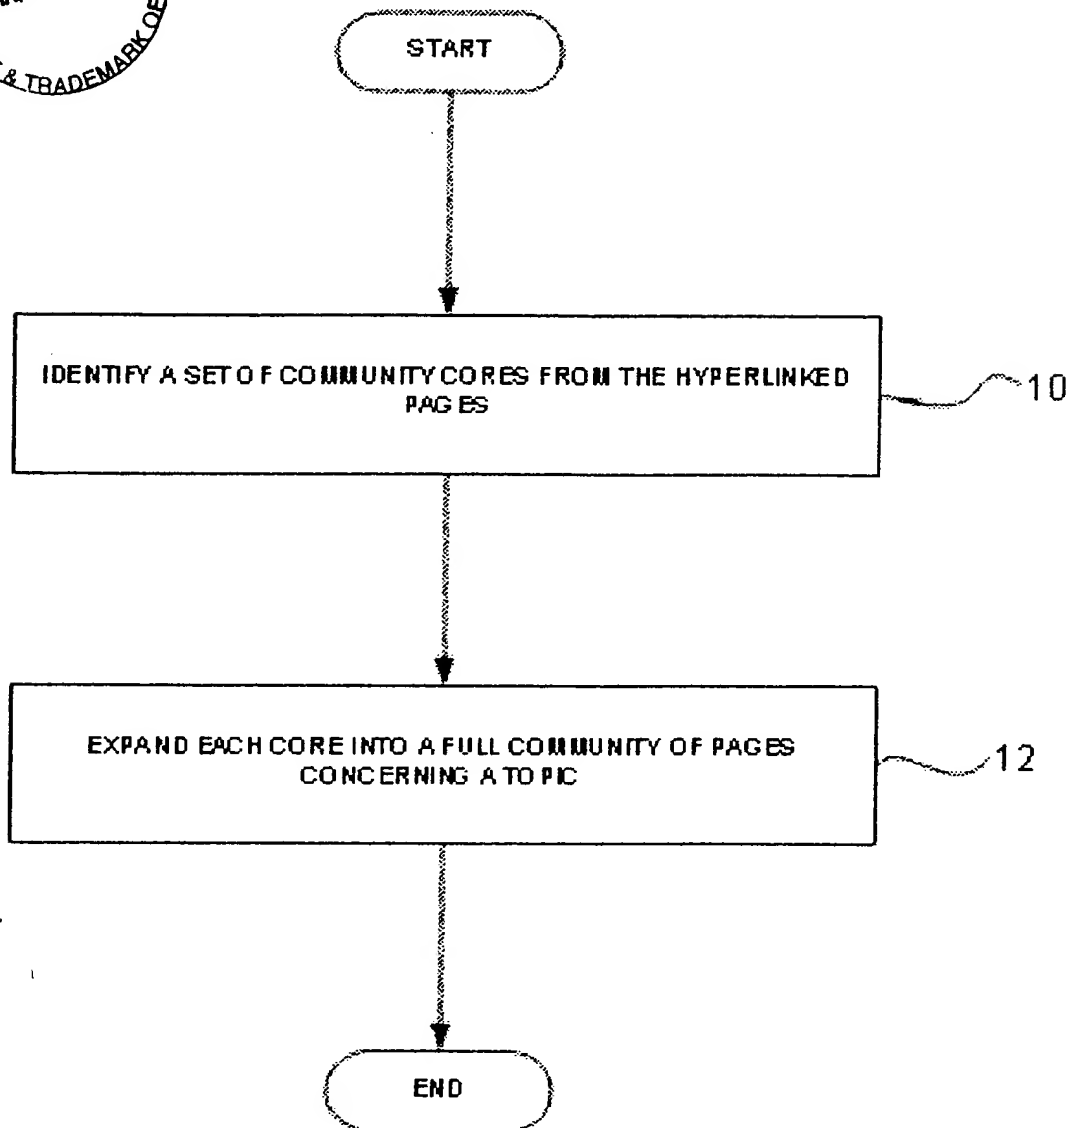 & TRADEMARK OF
START
IDENTIFY A SET OF COMMUNITY CORES FROM THE HYPERLINKED
PAGES
10
EXPAND EACH CORE INTO A FULL COMMUNITY OF PAGES
CONCERNING A TOPIC
12
END